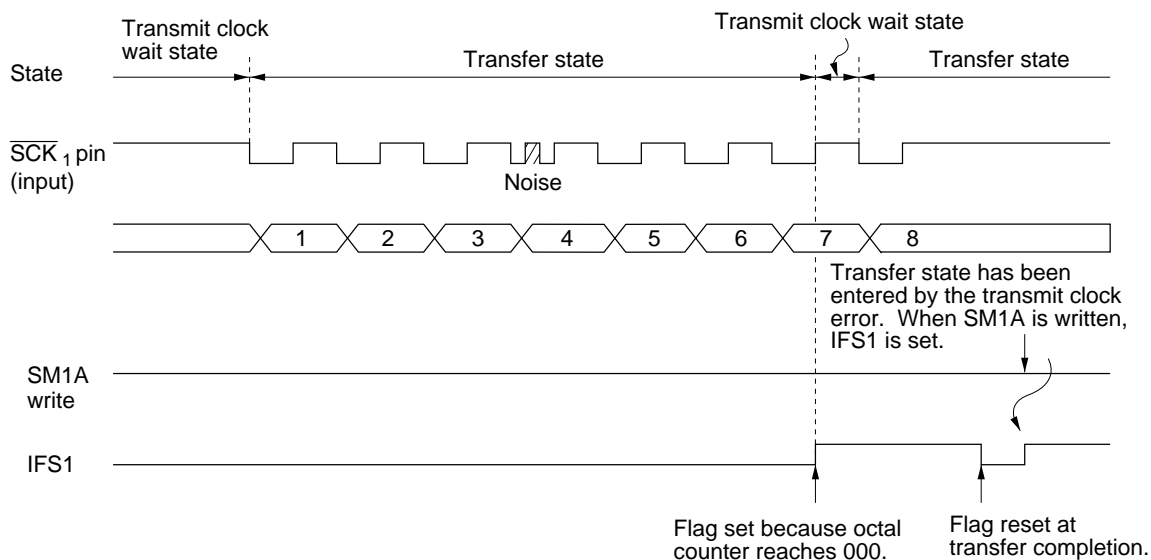 Transmit clock
wait state
Transmit clock wait state
State
Transfer state
Transfer state
SCK 1 pin
(input)
Noise
1 2 3 4 5 6 7 8
Transfer state has been
entered by the transmit clock
error. When SM1A is written,
IFS1 is set.
SM1A
write
IFS1
Flag set because octal
counter reaches 000.
Flag reset at
transfer completion.